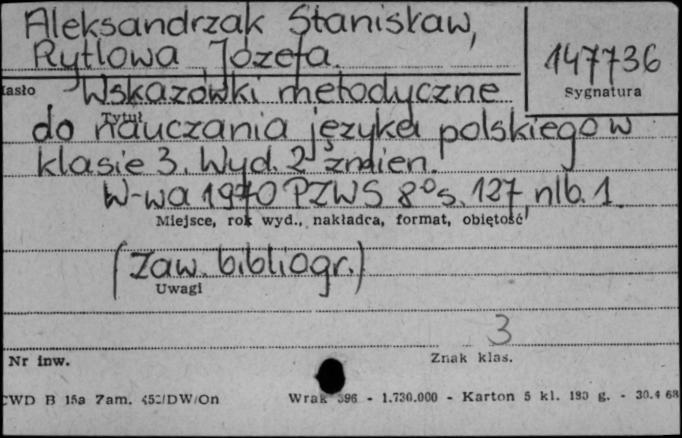 Aleksandrzak Stanisław,
Rytlowa Józefa.
147736
Sygnatura
Hasło
Wskazówki metodyczne
Tytuł
do nauczania języka polskiego w
klasie 3. Wyd. 2 zmien.
W-wa 1970 PZWS 8° s. 127, nlb. 1.
Miejsce, rok wyd., nakładca, format, objętość
(Zaw. bibliogr.)
Uwagi
3
Nr inw.
Znak klas.
CWD B 15a Zam. 452/DW/On Wrak 396 - 1.730.000 - Karton 5 kl. 180 g. - 30.4 68